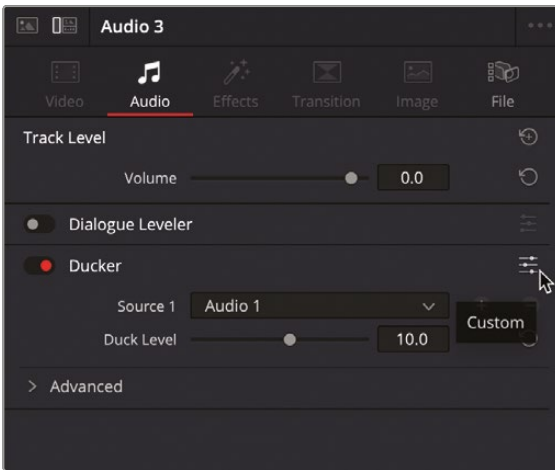 Audio 3
Video Audio Effects Transition Image File
Track Level
Volume 0.0
Dialogue Leveler
Ducker
Source 1 Audio 1
Custom
Duck Level 10.0
Advanced